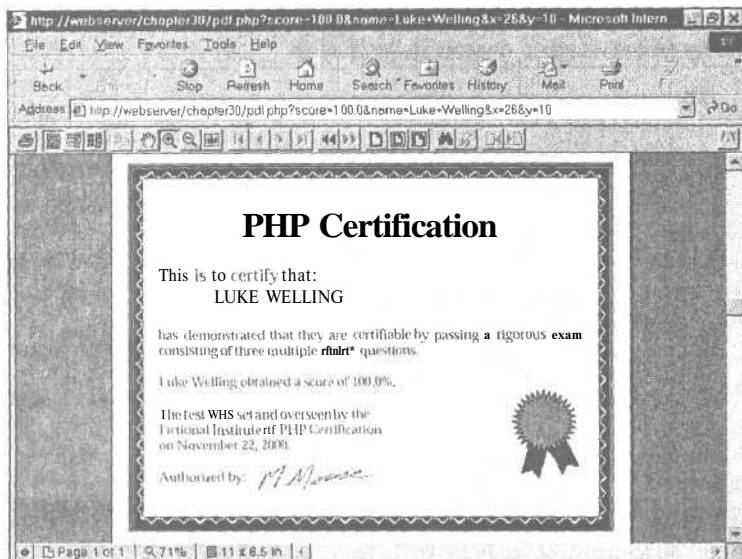 http://webserver/chapter30/pdf.php?score=100.0&name=Luke+Welling&x=26&y=10 - Microsoft Intern
File Edit View Favorites Tools Help
Back Stop Refresh Home Search Favorites History Mail Print
Address http://webserver/chapter30/pdf.php?score=100.0&name=Luke+Welling&x=26&y=10 Go
PHP Certification
This is to certify that:
LUKE WELLING
has demonstrated that they are certifiable by passing a rigorous exam
consisting of three multiple rftnlrt* questions.
Luke Welling obtained a score of 100.0%.
The test WHS set and overseen by the
Fictional Institute rtf PHP Certification
on November 22, 2000.
Authorized by: M Mouse
Page 1 of 1 71% 11 x 8.5 in